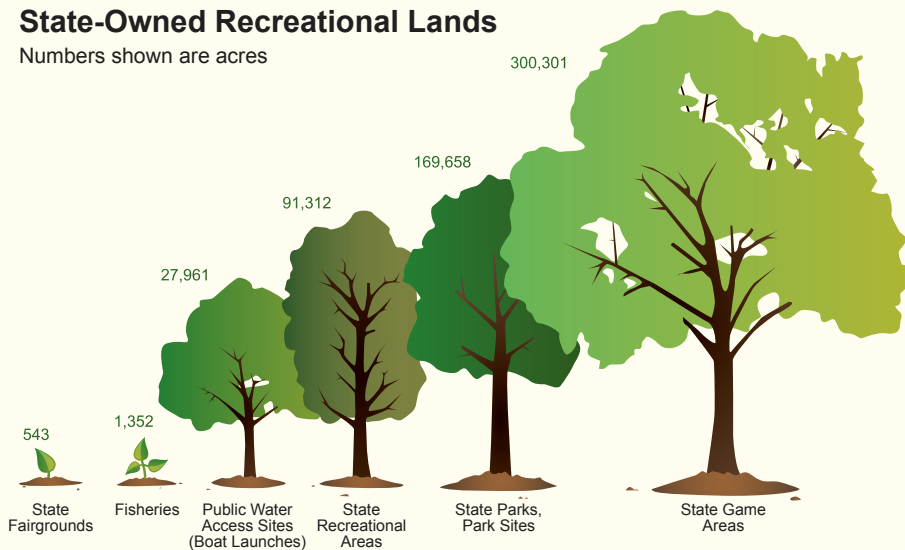 State-Owned Recreational Lands
Numbers shown are acres
300,301
169,658
91,312
27,961
1,352
543
State
Fairgrounds
Fisheries
Public Water
Access Sites
(Boat Launches)
State
Recreational
Areas
State Parks,
Park Sites
State Game
Areas